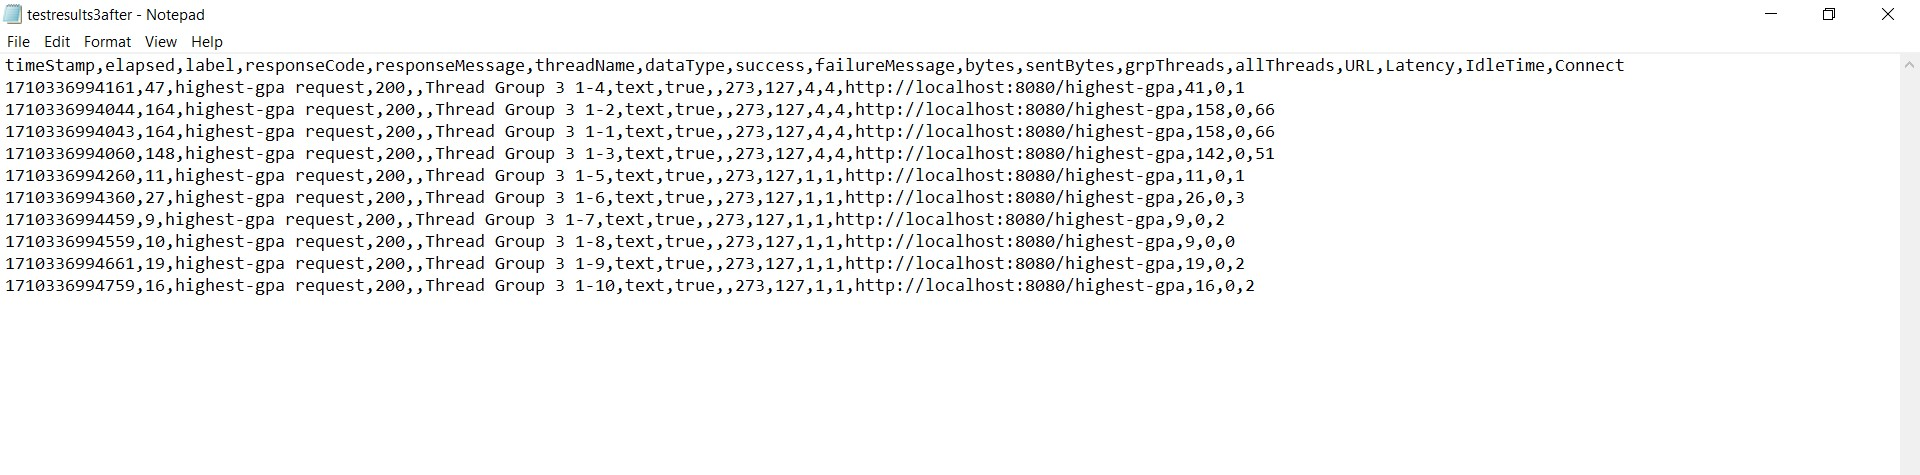 testresults3after - Notepad
File Edit Format View Help
timeStamp,elapsed,label,responseCode,responseMessage,threadName,dataType,success,failureMessage,bytes,sentBytes,grpThreads,allThreads,URL,Latency,IdleTime,Connect
1710336994161,47,highest-gpa request,200,,Thread Group 3 1-4,text,true,,273,127,4,4,http://localhost:8080/highest-gpa,41,0,1
1710336994044,164,highest-gpa request,200,,Thread Group 3 1-2,text,true,,273,127,4,4,http://localhost:8080/highest-gpa,158,0,66
1710336994043,164,highest-gpa request,200,,Thread Group 3 1-1,text,true,,273,127,4,4,http://localhost:8080/highest-gpa,158,0,66
1710336994060,148,highest-gpa request,200,,Thread Group 3 1-3,text,true,,273,127,4,4,http://localhost:8080/highest-gpa,142,0,51
1710336994260,11,highest-gpa request,200,,Thread Group 3 1-5,text,true,,273,127,1,1,http://localhost:8080/highest-gpa,11,0,1
1710336994360,27,highest-gpa request,200,,Thread Group 3 1-6,text,true,,273,127,1,1,http://localhost:8080/highest-gpa,26,0,3
1710336994459,9,highest-gpa request,200,,Thread Group 3 1-7,text,true,,273,127,1,1,http://localhost:8080/highest-gpa,9,0,2
1710336994559,10,highest-gpa request,200,,Thread Group 3 1-8,text,true,,273,127,1,1,http://localhost:8080/highest-gpa,9,0,0
1710336994661,19,highest-gpa request,200,,Thread Group 3 1-9,text,true,,273,127,1,1,http://localhost:8080/highest-gpa,19,0,2
1710336994759,16,highest-gpa request,200,,Thread Group 3 1-10,text,true,,273,127,1,1,http://localhost:8080/highest-gpa,16,0,2